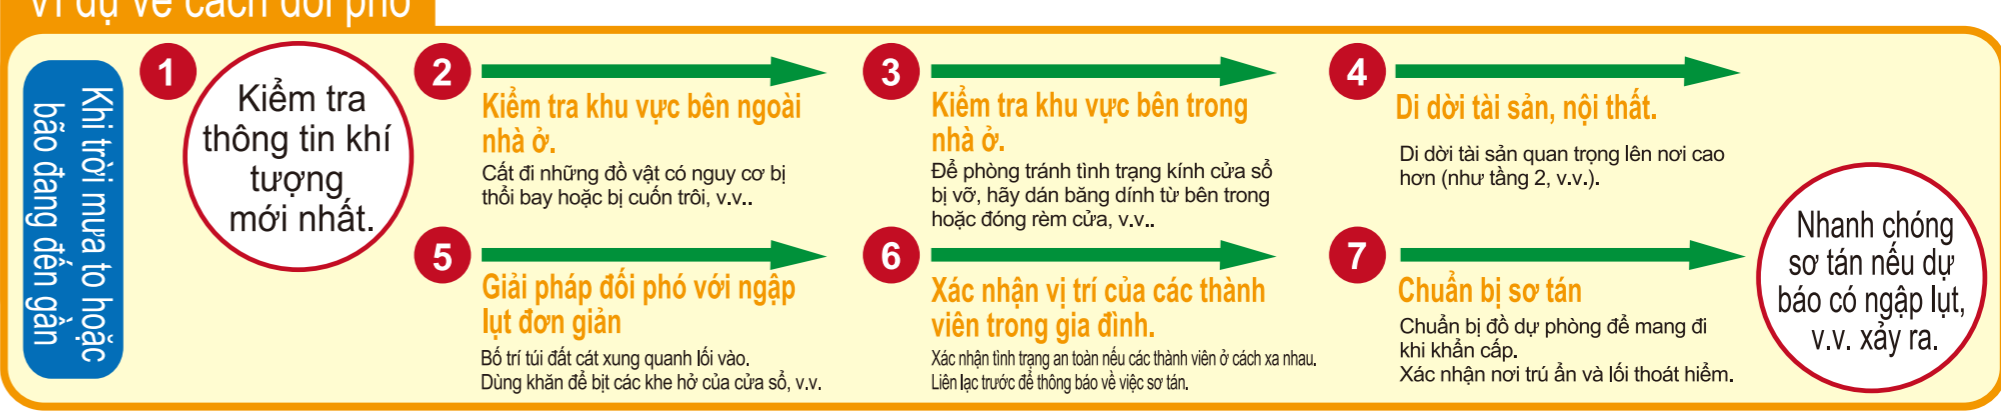 Ví dụ về cách đối phó
Khi trời mưa to hoặc
bão đang đến gần
1
Kiểm tra
thông tin khí
tượng
mới nhất.
2
Kiểm tra khu vực bên ngoài
nhà ở.
Cất đi những đồ vật có nguy cơ bị
thổi bay hoặc bị cuốn trôi, v.v..
3
Kiểm tra khu vực bên trong
nhà ở.
Để phòng tránh tình trạng kính cửa sổ
bị vỡ, hãy dán băng dính từ bên trong
hoặc đóng rèm cửa, v.v..
4
Di dời tài sản, nội thất.
Di dời tài sản quan trọng lên nơi cao
hơn (như tầng 2, v.v.).
5
Giải pháp đối phó với ngập
lụt đơn giản
Bố trí túi đất cát xung quanh lối vào.
Dùng khăn để bịt các khe hở của cửa sổ, v.v.
6
Xác nhận vị trí của các thành
viên trong gia đình.
Xác nhận tình trạng an toàn nếu các thành viên ở cách xa nhau.
Liên lạc trước để thông báo về việc sơ tán.
7
Chuẩn bị sơ tán
Chuẩn bị đồ dự phòng để mang đi
khi khẩn cấp.
Xác nhận nơi trú ẩn và lối thoát hiểm.
Nhanh chóng
sơ tán nếu dự
báo có ngập lụt,
v.v. xảy ra.